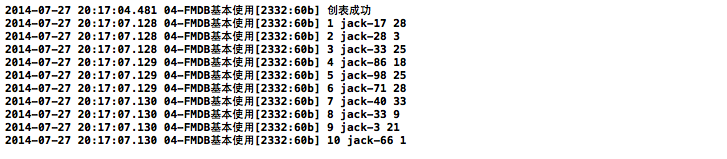 2014-07-27 20:17:04.481 04-FMDB基本使用[2332:60b] 创表成功
2014-07-27 20:17:07.128 04-FMDB基本使用[2332:60b] 1 jack-17 28
2014-07-27 20:17:07.128 04-FMDB基本使用[2332:60b] 2 jack-28 3
2014-07-27 20:17:07.128 04-FMDB基本使用[2332:60b] 3 jack-33 25
2014-07-27 20:17:07.129 04-FMDB基本使用[2332:60b] 4 jack-86 18
2014-07-27 20:17:07.129 04-FMDB基本使用[2332:60b] 5 jack-98 25
2014-07-27 20:17:07.129 04-FMDB基本使用[2332:60b] 6 jack-71 28
2014-07-27 20:17:07.130 04-FMDB基本使用[2332:60b] 7 jack-40 33
2014-07-27 20:17:07.130 04-FMDB基本使用[2332:60b] 8 jack-33 9
2014-07-27 20:17:07.130 04-FMDB基本使用[2332:60b] 9 jack-3 21
2014-07-27 20:17:07.130 04-FMDB基本使用[2332:60b] 10 jack-66 1